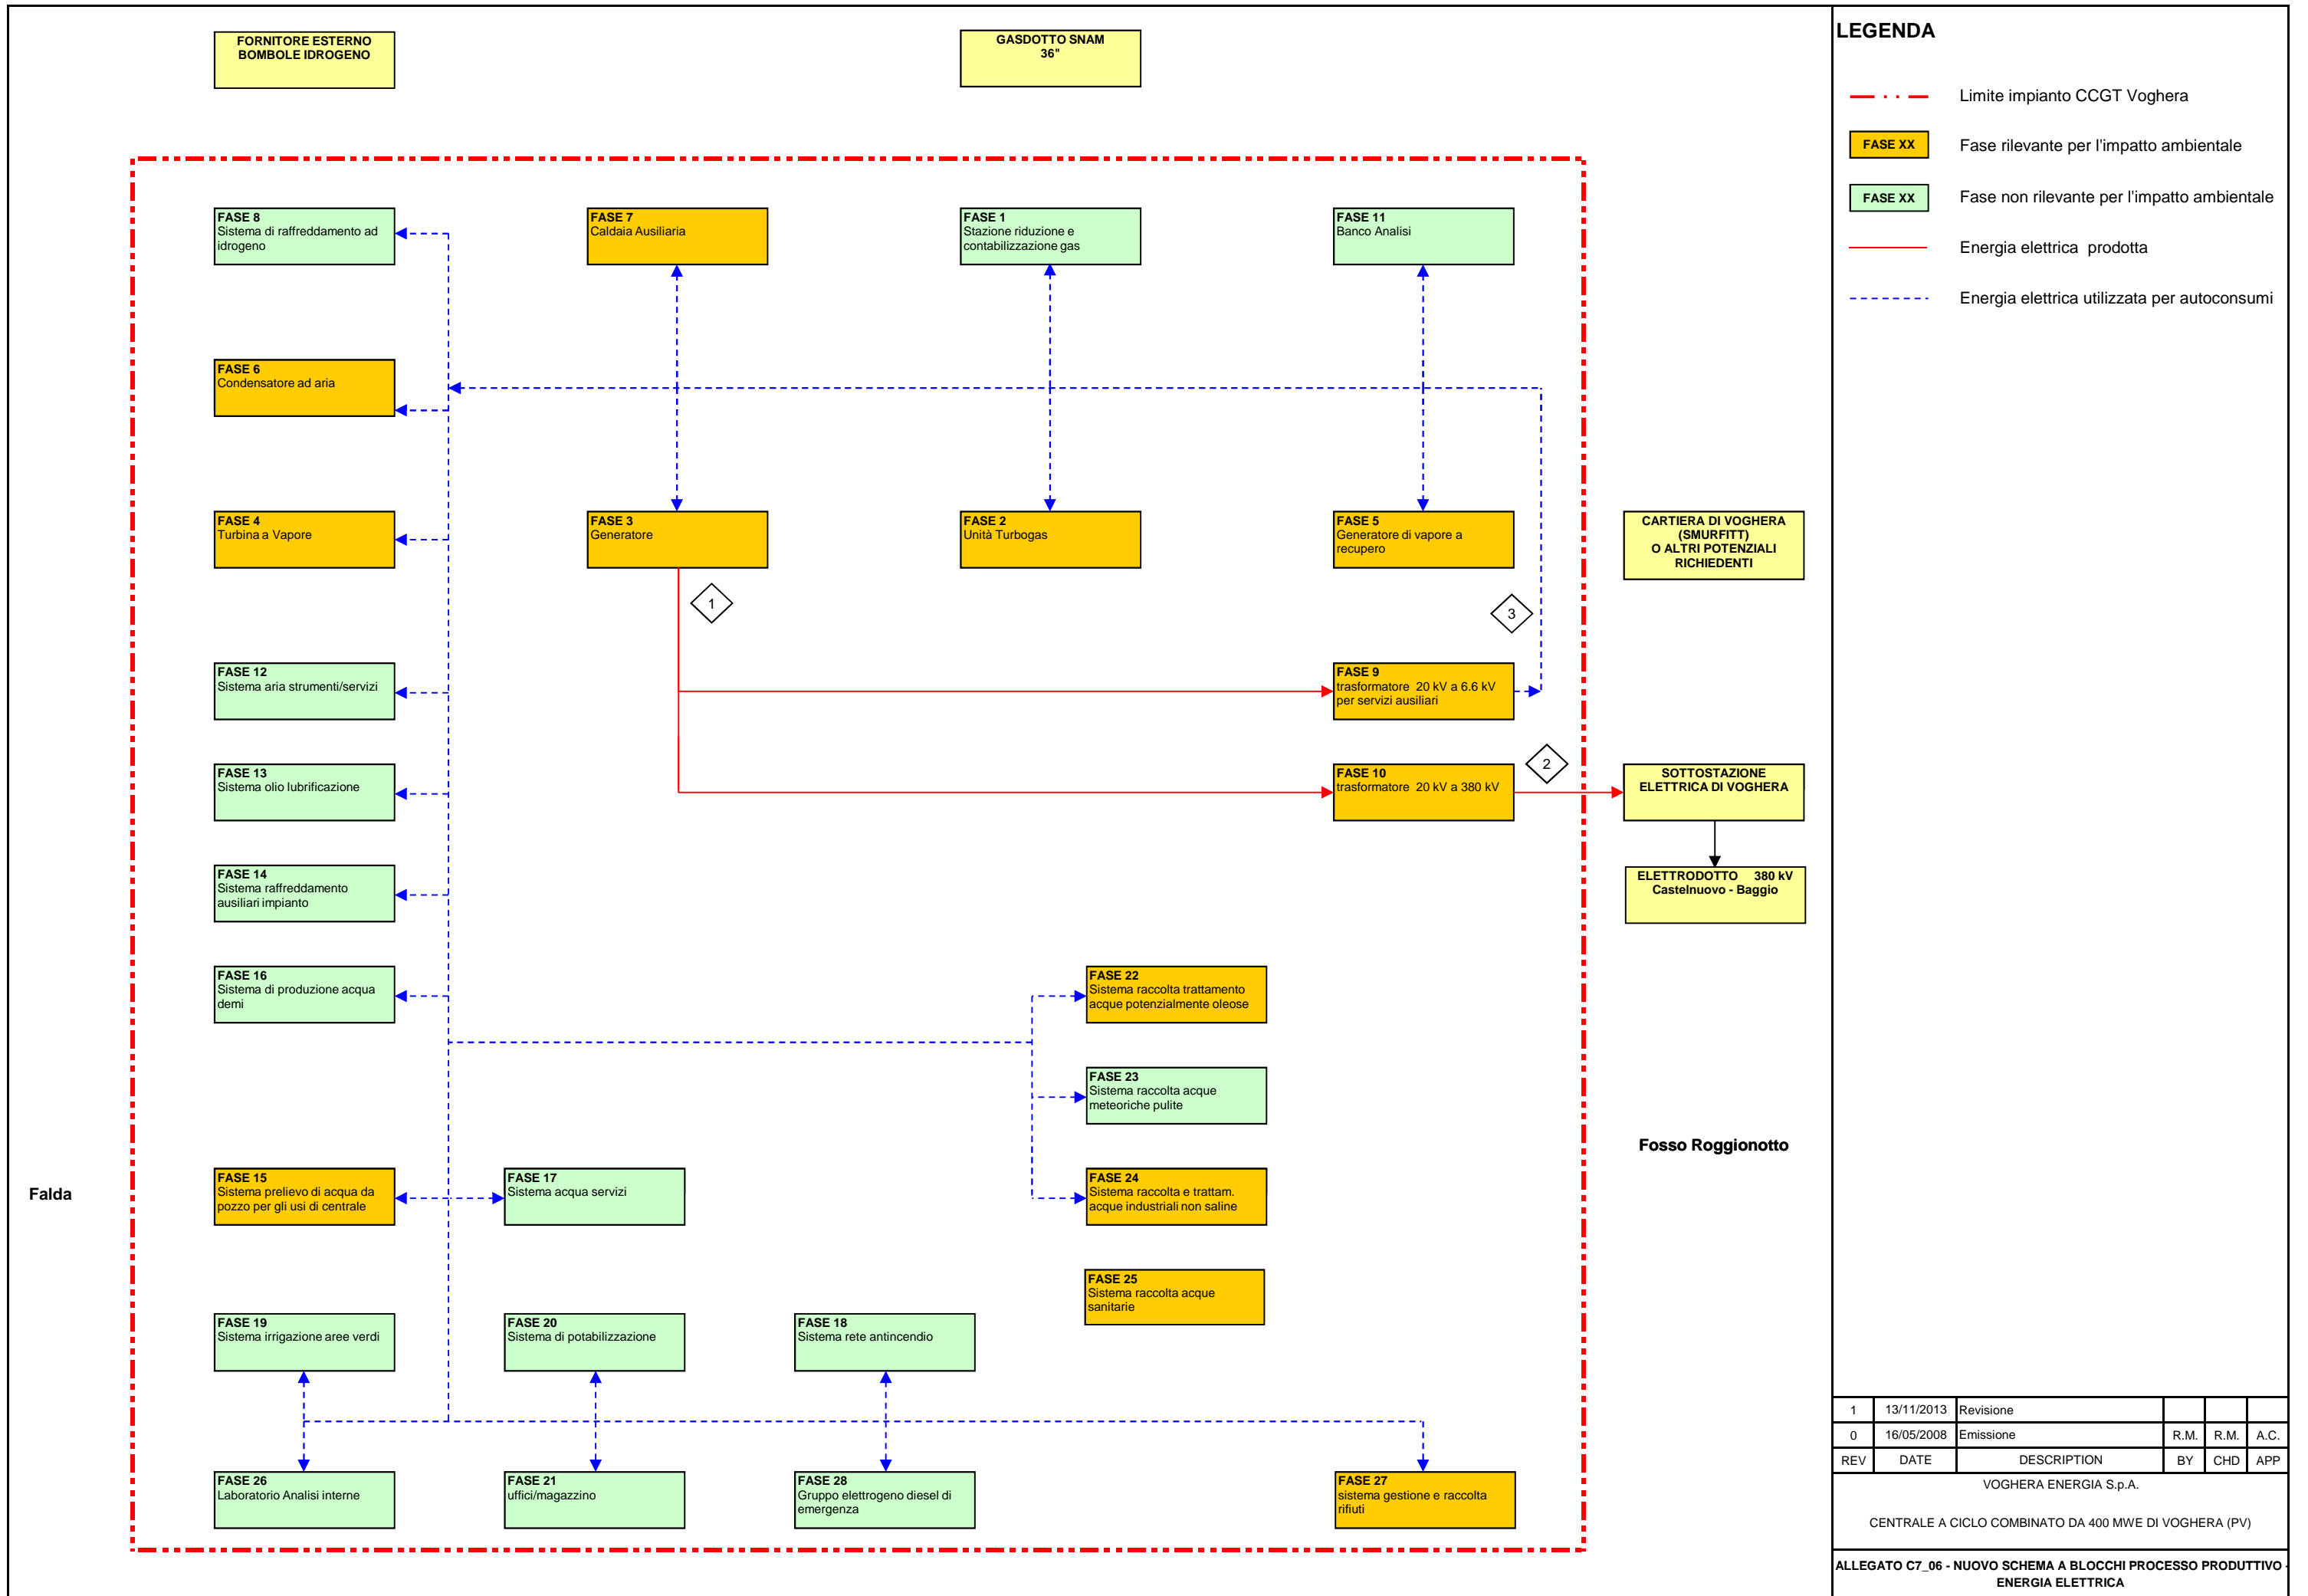 FORNITORE ESTERNO
BOMBOLE IDROGENO
GASDOTTO SNAM
36"
FASE 8
Sistema di raffreddamento ad
idrogeno
FASE 7
Caldaia Ausiliaria
FASE 1
Stazione riduzione e
contabilizzazione gas
FASE 11
Banco Analisi
FASE 6
Condensatore ad aria
FASE 4
Turbina a Vapore
FASE 3
Generatore
FASE 2
Unità Turbogas
FASE 5
Generatore di vapore a
recupero
CARTIERA DI VOGHERA
(SMURFITT)
O ALTRI POTENZIALI
RICHIEDENTI
1
3
FASE 12
Sistema aria strumenti/servizi
FASE 9
trasformatore 20 kV a 6.6 kV
per servizi ausiliari
2
FASE 13
Sistema olio lubrificazione
FASE 10
trasformatore 20 kV a 380 kV
SOTTOSTAZIONE
ELETTRICA DI VOGHERA
FASE 14
Sistema raffreddamento
ausiliari impianto
ELETTRODOTTO 380 kV
Castelnuovo - Baggio
FASE 16
Sistema di produzione acqua
demi
FASE 22
Sistema raccolta trattamento
acque potenzialmente oleose
FASE 23
Sistema raccolta acque
meteoriche pulite
Fosso Roggionotto
Falda
FASE 15
Sistema prelievo di acqua da
pozzo per gli usi di centrale
FASE 17
Sistema acqua servizi
FASE 24
Sistema raccolta e trattam.
acque industriali non saline
FASE 25
Sistema raccolta acque
sanitarie
FASE 19
Sistema irrigazione aree verdi
FASE 20
Sistema di potabilizzazione
FASE 18
Sistema rete antincendio
FASE 26
Laboratorio Analisi interne
FASE 21
uffici/magazzino
FASE 28
Gruppo elettrogeno diesel di
emergenza
FASE 27
sistema gestione e raccolta
rifiuti
LEGENDA
Limite impianto CCGT Voghera
FASE XX Fase rilevante per l'impatto ambientale
FASE XX Fase non rilevante per l'impatto ambientale
Energia elettrica prodotta
Energia elettrica utilizzata per autoconsumi
1 13/11/2013 Revisione
0 16/05/2008 Emissione R.M. R.M. A.C.
REV DATE DESCRIPTION BY CHD APP
VOGHERA ENERGIA S.p.A.
CENTRALE A CICLO COMBINATO DA 400 MWE DI VOGHERA (PV)
ALLEGATO C7_06 - NUOVO SCHEMA A BLOCCHI PROCESSO PRODUTTIVO -
ENERGIA ELETTRICA